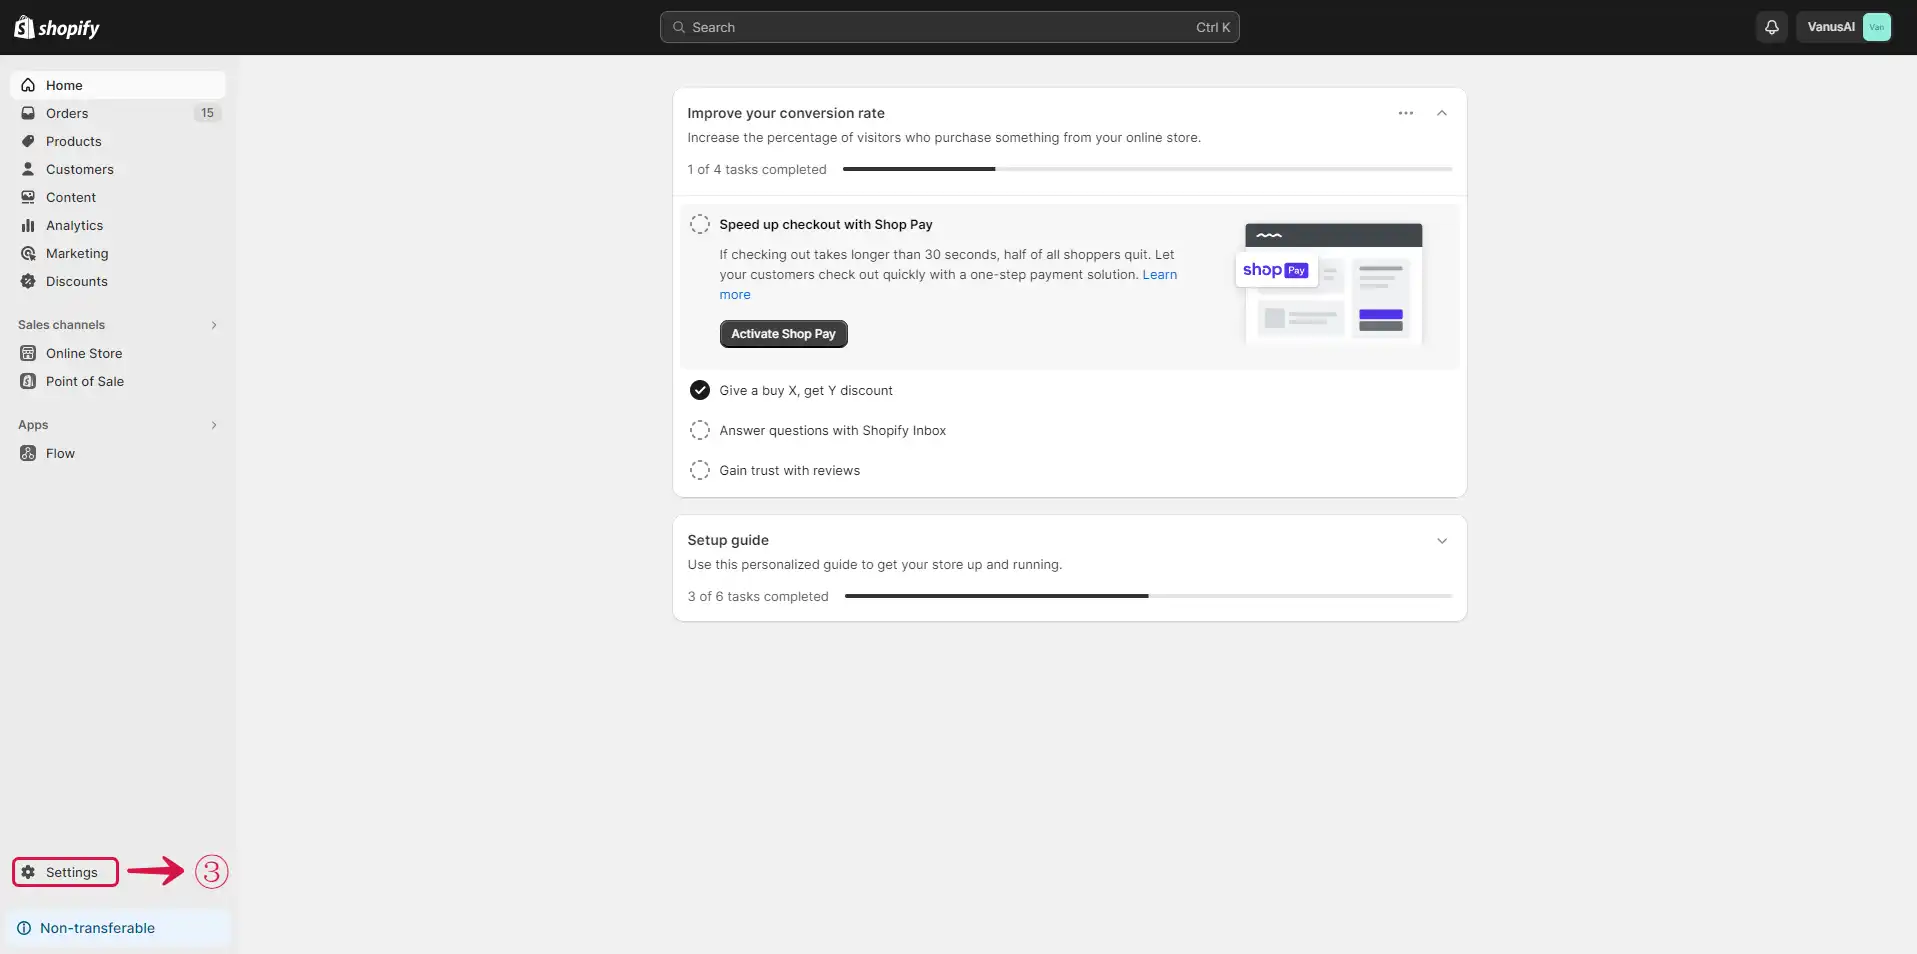 shopify
Search
Ctrl K
VanusAI
Van
Home
Orders
15
Products
Customers
Content
Analytics
Marketing
Discounts
Sales channels
Online Store
Point of Sale
Apps
Flow
Settings
③
Non-transferable
Improve your conversion rate
Increase the percentage of visitors who purchase something from your online store.
1 of 4 tasks completed
Speed up checkout with Shop Pay
If checking out takes longer than 30 seconds, half of all shoppers quit. Let
your customers check out quickly with a one-step payment solution. Learn
more
Activate Shop Pay
shop Pay
Give a buy X, get Y discount
Answer questions with Shopify Inbox
Gain trust with reviews
Setup guide
Use this personalized guide to get your store up and running.
3 of 6 tasks completed